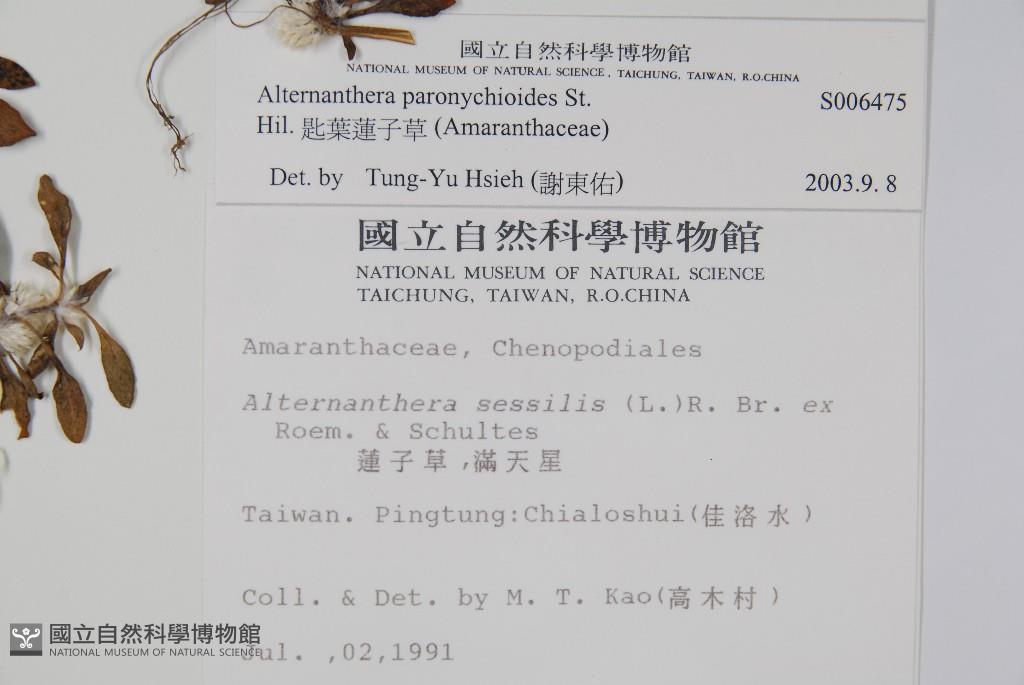 國立自然科學博物館
NATIONAL MUSEUM OF NATURAL SCIENCE, TAICHUNG, TAIWAN, R.O.CHINA
Alternanthera paronychioides St. S006475
Hil. 匙葉蓮子草 (Amaranthaceae)
Det. by Tung-Yu Hsieh (謝東佑) 2003.9. 8
國立自然科學博物館
NATIONAL MUSEUM OF NATURAL SCIENCE
TAICHUNG, TAIWAN, R.O.CHINA
Amaranthaceae, Chenopodiales
Alternanthera sessilis (L.)R. Br. ex
Roem. & Schultes
蓮子草,滿天星
Taiwan. Pingtung:Chialoshui(佳洛水)
Coll. & Det. by M. T. Kao(高木村)
Jul. ,02,1991
國立自然科學博物館
NATIONAL MUSEUM OF NATURAL SCIENCE